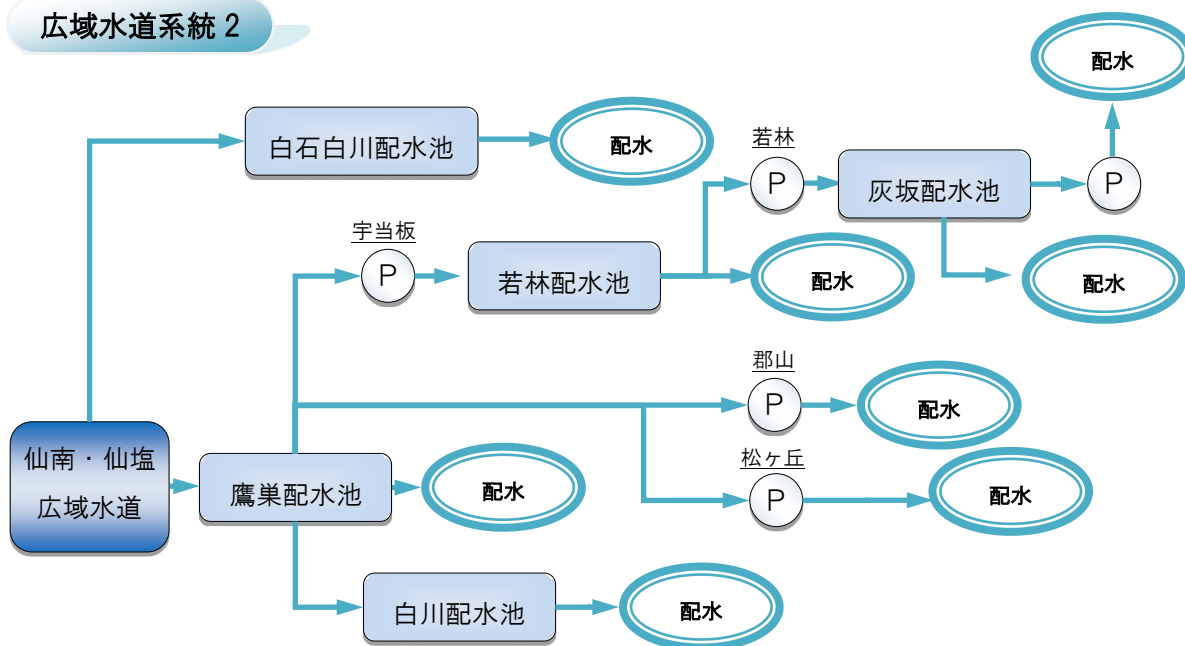 広域水道系統2
配水
白石白川配水池
配水
若林
P
灰坂配水池
P
宇当板
P
若林配水池
配水
配水
郡山
P
配水
仙南・仙塩
広域水道
鷹巣配水池
配水
松ヶ丘
P
配水
白川配水池
配水